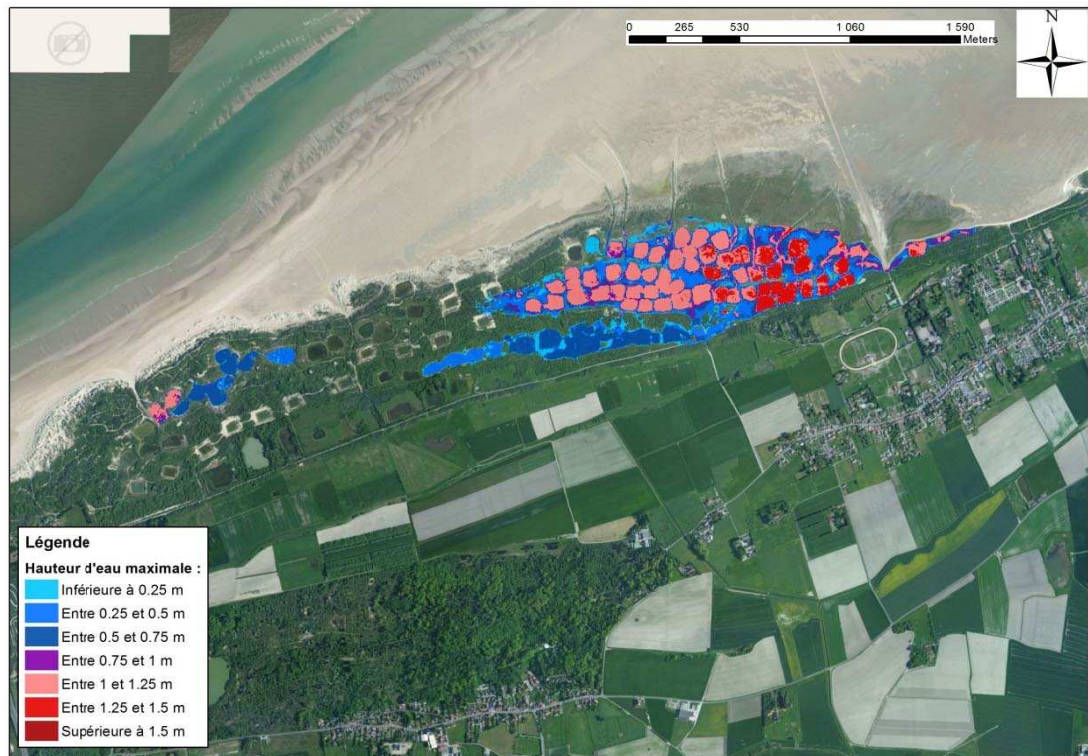 0 265 530 1 060 1 590
Meters
N
Légende
Hauteur d'eau maximale :
Inférieure à 0.25 m
Entre 0.25 et 0.5 m
Entre 0.5 et 0.75 m
Entre 0.75 et 1 m
Entre 1 et 1.25 m
Entre 1.25 et 1.5 m
Supérieure à 1.5 m